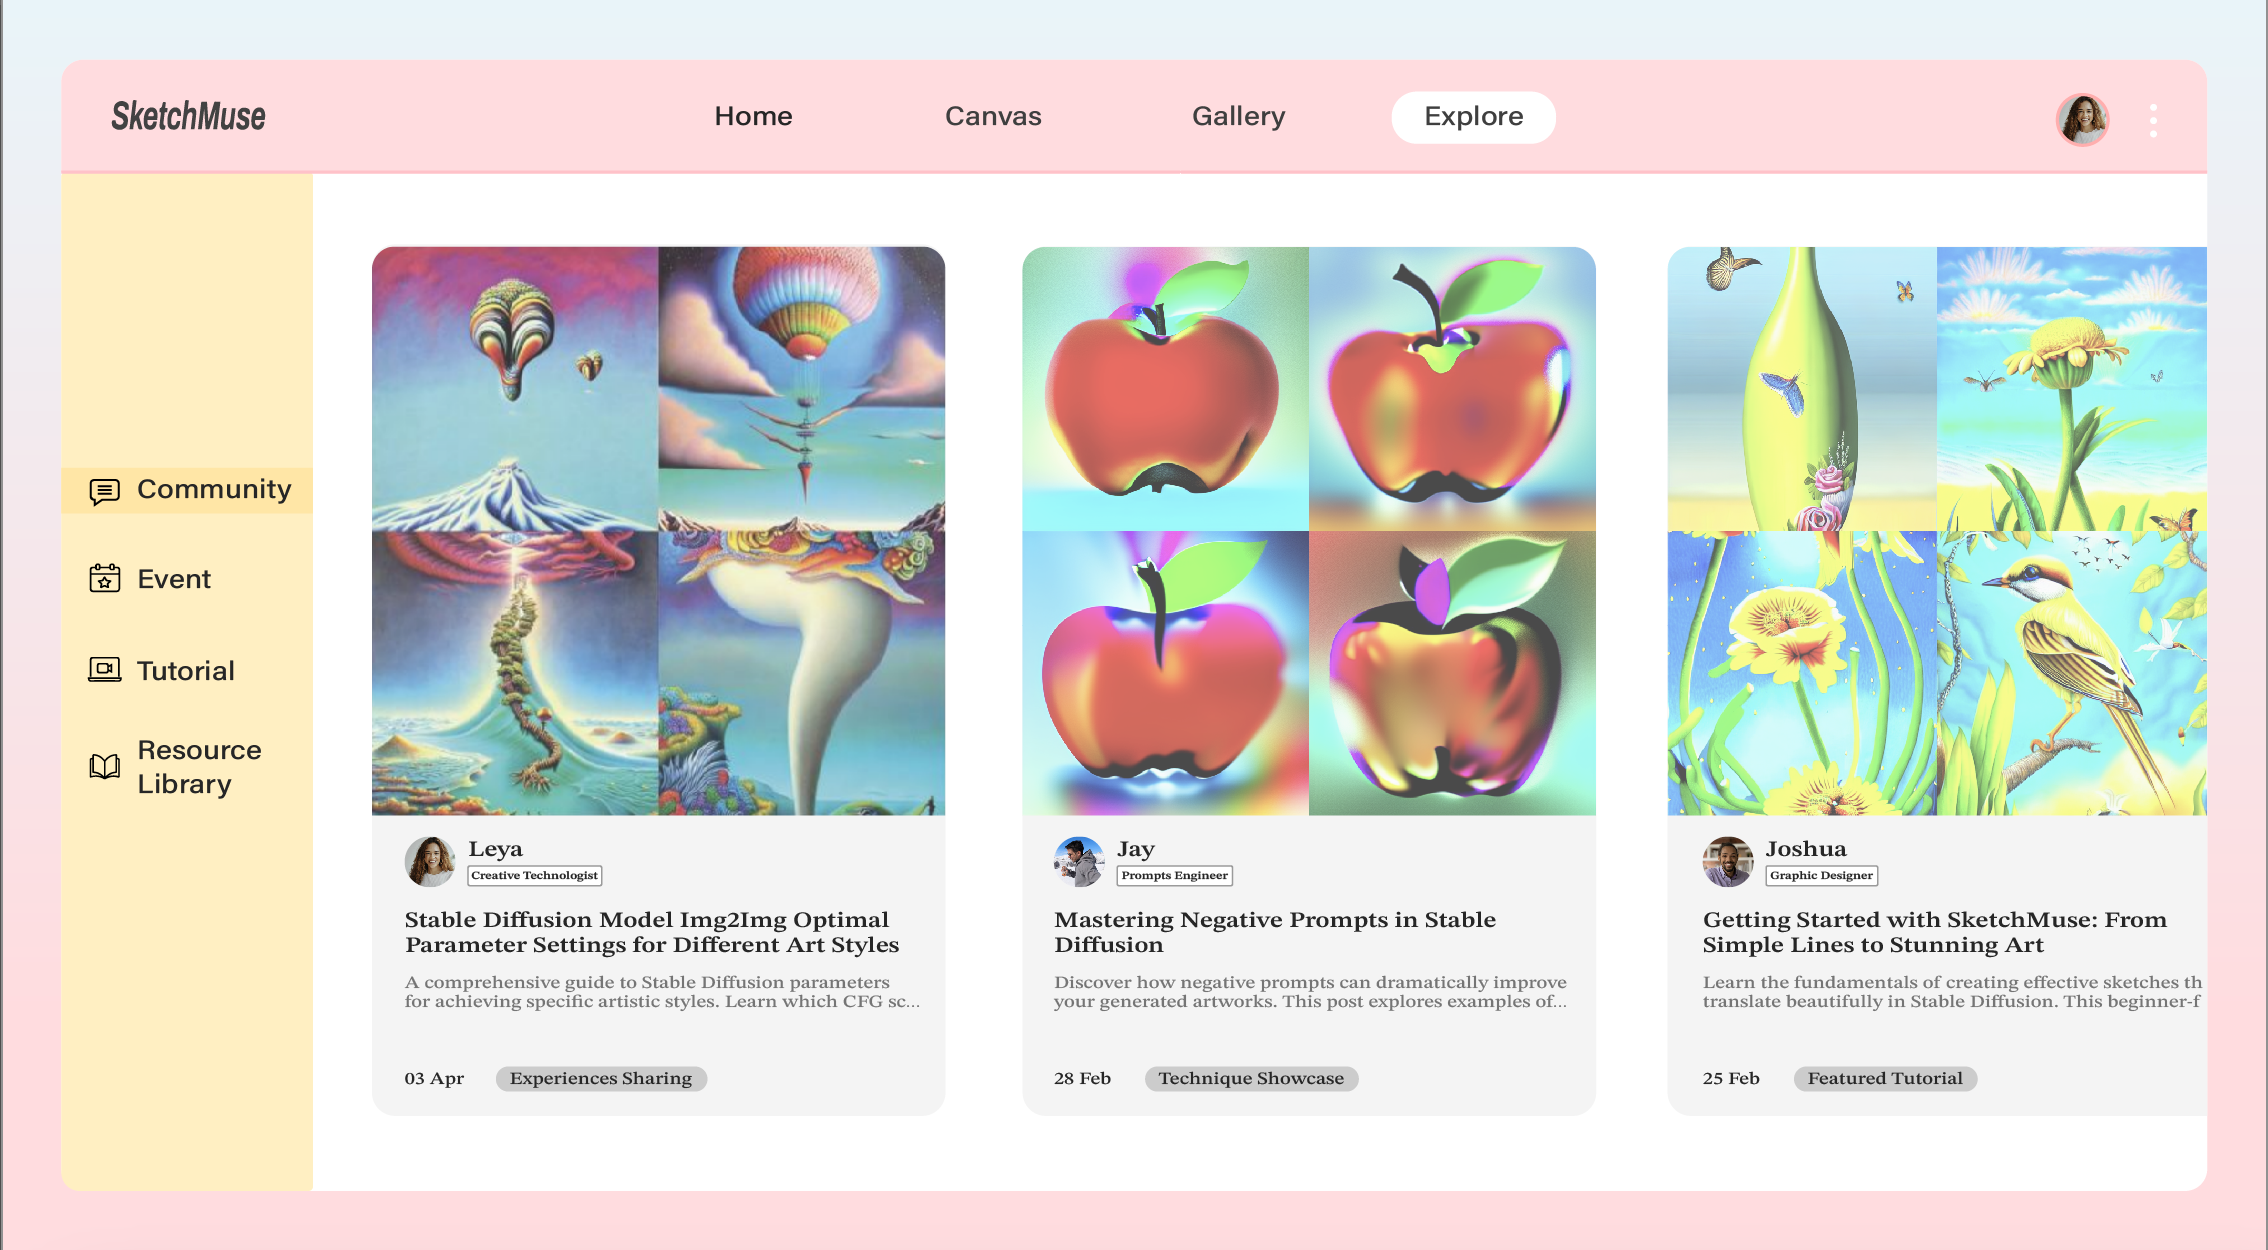 SketchMuse
Home
Canvas
Gallery
Explore
Community
Event
Tutorial
Resource
Library
Leya
Creative Technologist
Stable Diffusion Model Img2Img Optimal
Parameter Settings for Different Art Styles
A comprehensive guide to Stable Diffusion parameters
for achieving specific artistic styles. Learn which CFG sc...
03 Apr
Experiences Sharing
Jay
Prompts Engineer
Mastering Negative Prompts in Stable
Diffusion
Discover how negative prompts can dramatically improve
your generated artworks. This post explores examples of...
28 Feb
Technique Showcase
Joshua
Graphic Designer
Getting Started with SketchMuse: From
Simple Lines to Stunning Art
Learn the fundamentals of creating effective sketches th
translate beautifully in Stable Diffusion. This beginner-f
25 Feb
Featured Tutorial